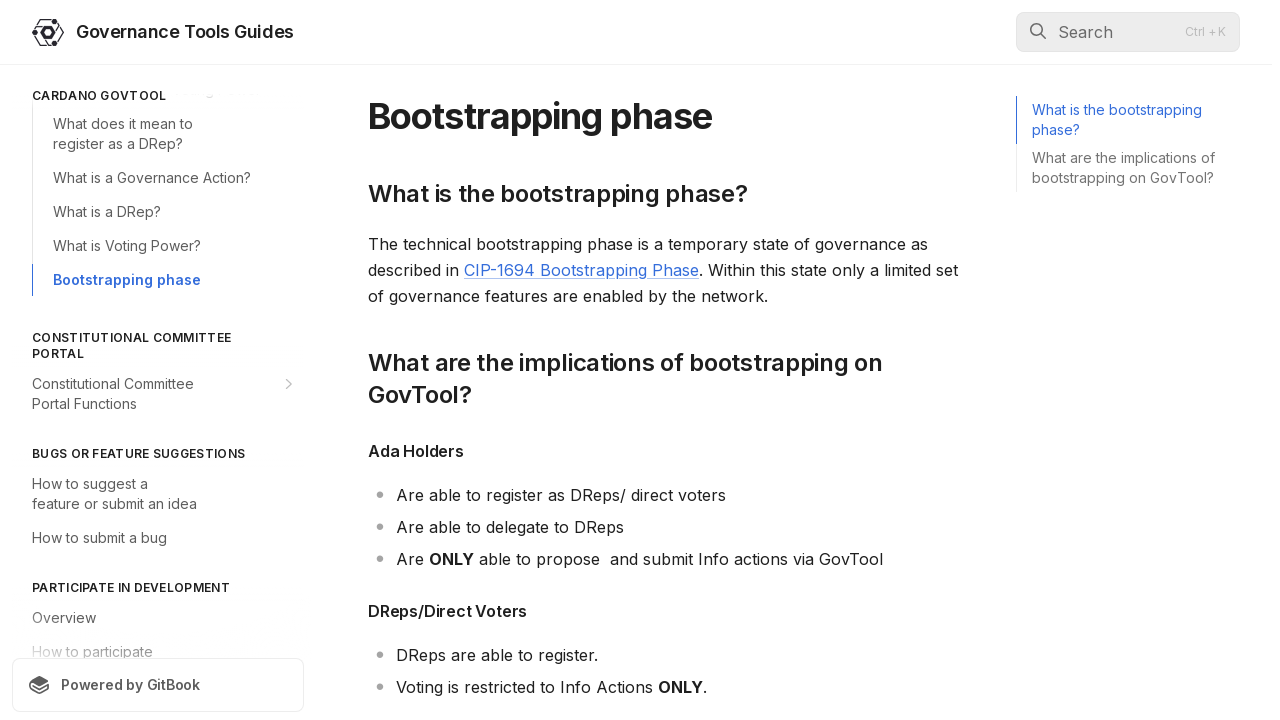 Governance Tools Guides
Search
Ctrl + K
CARDANO GOVTOOL
What does it mean to
register as a DRep?
What is a Governance Action?
What is a DRep?
What is Voting Power?
Bootstrapping phase
CONSTITUTIONAL COMMITTEE
PORTAL
Constitutional Committee
Portal Functions
BUGS OR FEATURE SUGGESTIONS
How to suggest a
feature or submit an idea
How to submit a bug
PARTICIPATE IN DEVELOPMENT
Overview
How to participate
Powered by GitBook
Bootstrapping phase
What is the bootstrapping phase?
The technical bootstrapping phase is a temporary state of governance as
described in CIP-1694 Bootstrapping Phase. Within this state only a limited set
of governance features are enabled by the network.
What are the implications of bootstrapping on
GovTool?
Ada Holders
Are able to register as DReps/ direct voters
Are able to delegate to DReps
Are ONLY able to propose  and submit Info actions via GovTool
DReps/Direct Voters
DReps are able to register.
Voting is restricted to Info Actions ONLY.
What is the bootstrapping
phase?
What are the implications of
bootstrapping on GovTool?